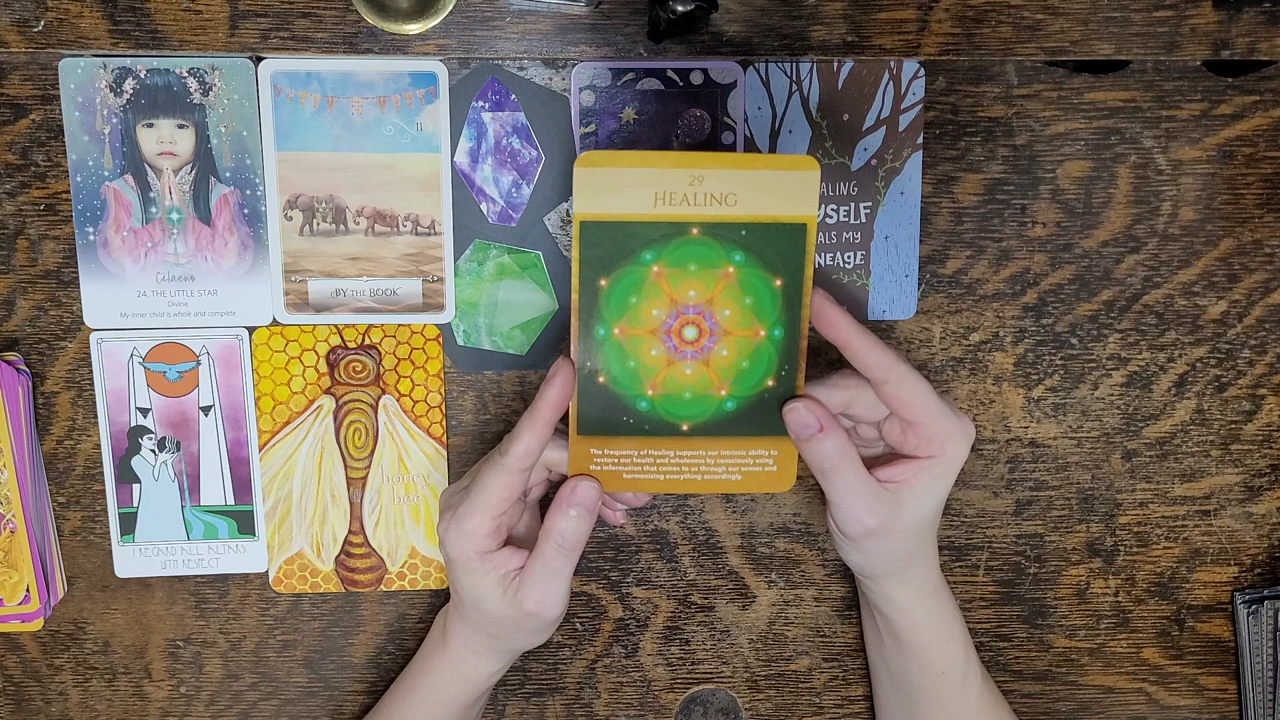 Celaeno
24. THE LITTLE STAR
Divine
My inner child is whole and complete.
II
BY THE BOOK
29
HEALING
The frequency of Healing supports our intrinsic ability to
restore our health and wholeness by consciously using
the information that comes to us through our senses and
harmonizing everything accordingly.
ALING
YSELF
ALS MY
NEAGE
I REGARD ALL ALTARS
WITH RESPECT
honey
bee